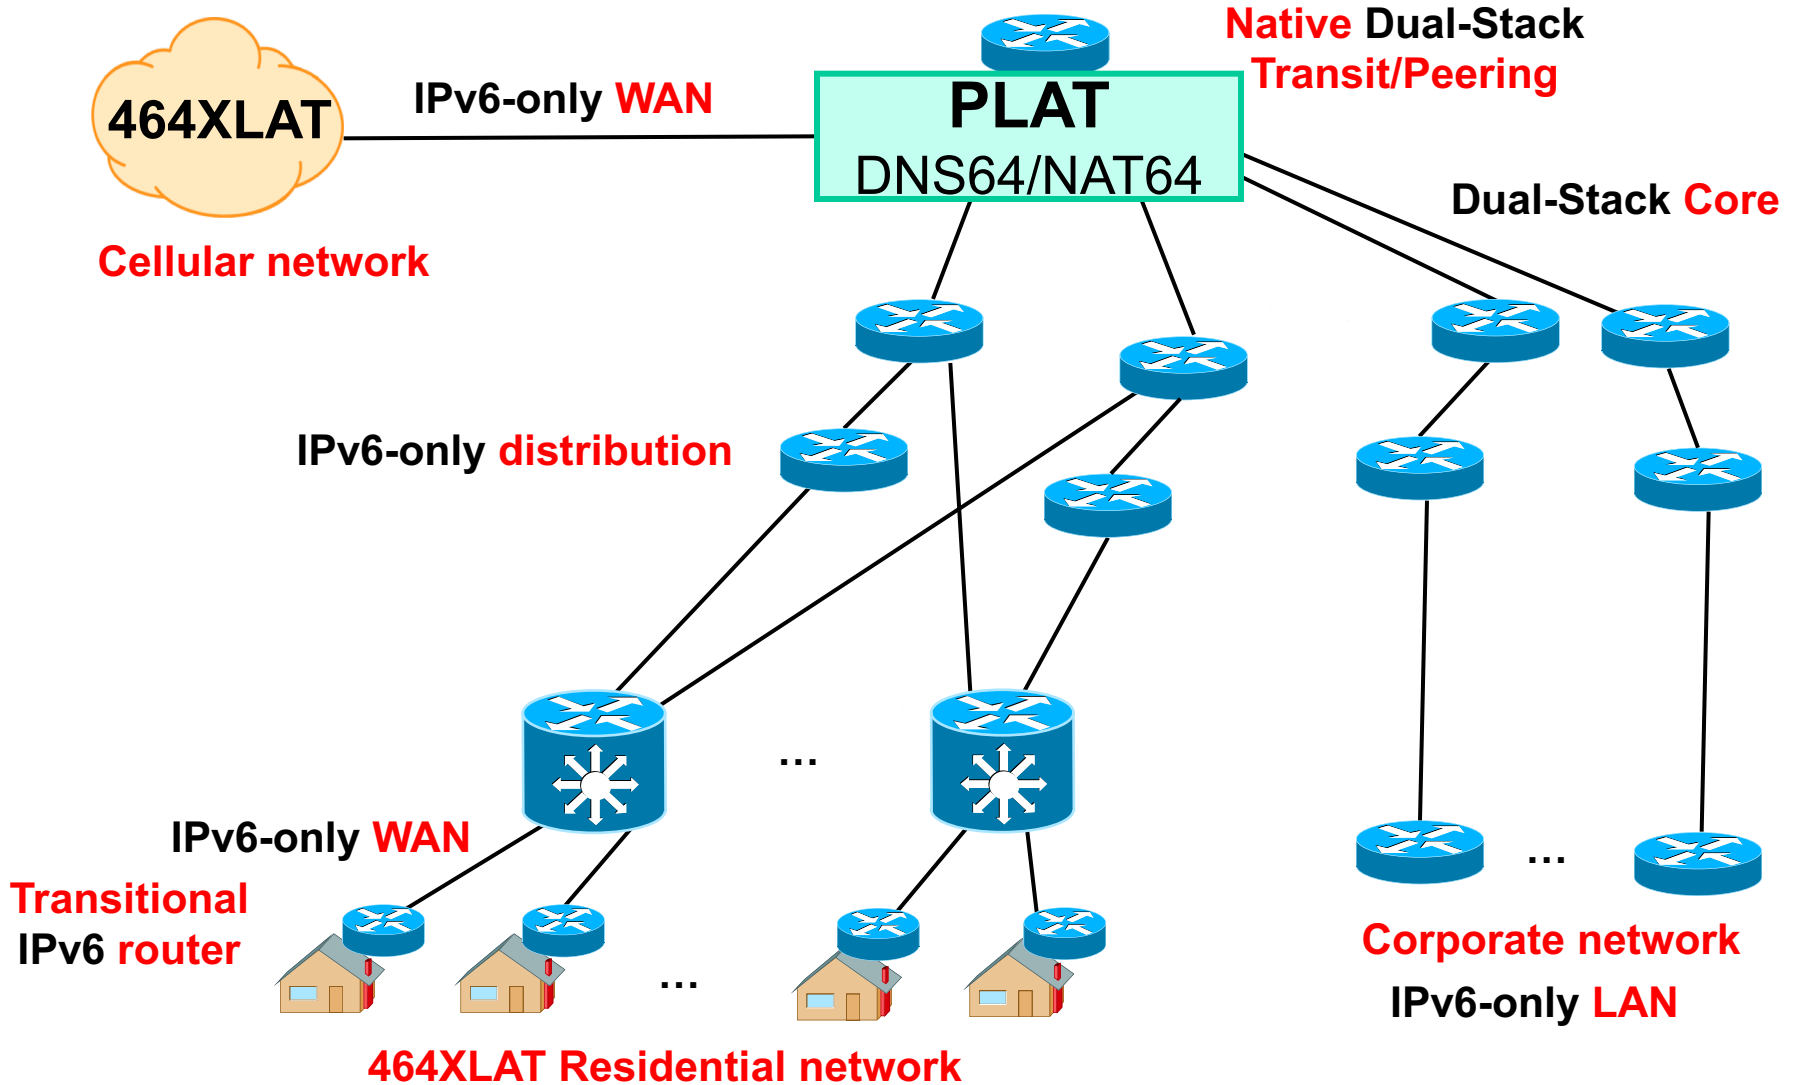 Native Dual-Stack
Transit/Peering
464XLAT
IPv6-only WAN
PLAT
DNS64/NAT64
Dual-Stack Core
Cellular network
IPv6-only distribution
...
IPv6-only WAN
Transitional
IPv6 router
...
...
Corporate network
IPv6-only LAN
464XLAT Residential network